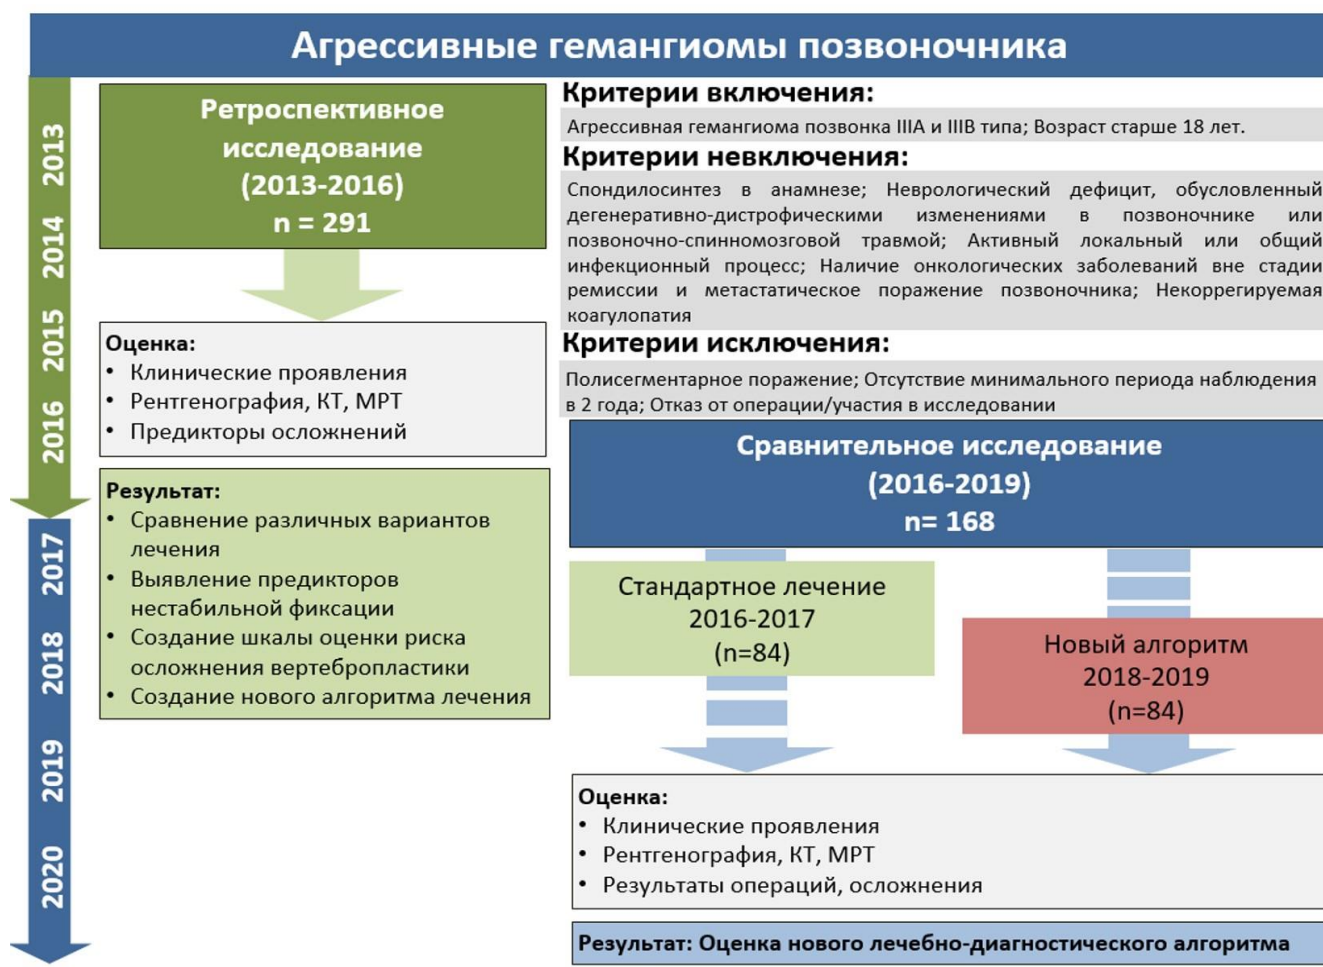 Агрессивные гемангиомы позвоночника
2013
2014
2015
2016
2017
2018
2019
2020
Ретроспективное
исследование
(2013-2016)
n = 291
Оценка:
• Клинические проявления
• Рентгенография, КТ, МРТ
• Предикторы осложнений
Результат:
• Сравнение различных вариантов
лечения
• Выявление предикторов
нестабильной фиксации
• Создание шкалы оценки риска
осложнения вертебропластики
• Создание нового алгоритма лечения
Критерии включения:
Агрессивная гемангиома позвонка IIIA и IIIB типа; Возраст старше 18 лет.
Критерии невключения:
Спондилосинтез в анамнезе; Неврологический дефицит, обусловленный
дегенеративно-дистрофическими изменениями в позвоночнике или
позвоночно-спинномозговой травмой; Активный локальный или общий
инфекционный процесс; Наличие онкологических заболеваний вне стадии
ремиссии и метастатическое поражение позвоночника; Некоррегируемая
коагулопатия
Критерии исключения:
Полисегментарное поражение; Отсутствие минимального периода наблюдения
в 2 года; Отказ от операции/участия в исследовании
Сравнительное исследование
(2016-2019)
n= 168
Стандартное лечение
2016-2017
(n=84)
Новый алгоритм
2018-2019
(n=84)
Оценка:
• Клинические проявления
• Рентгенография, КТ, МРТ
• Результаты операций, осложнения
Результат: Оценка нового лечебно-диагностического алгоритма